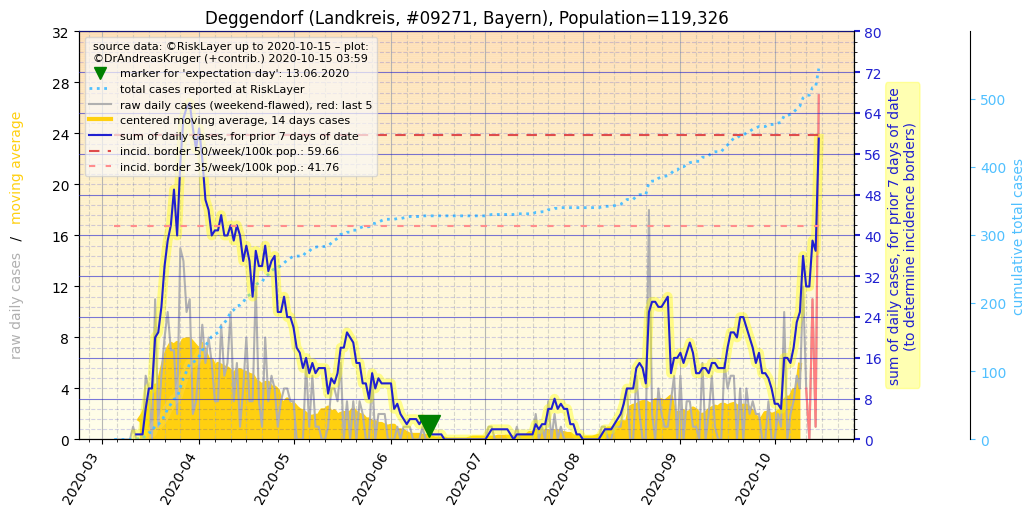 Deggendorf (Landkreis, #09271, Bayern), Population=119,326
source data: ©RiskLayer up to 2020-10-15 – plot:
©DrAndreasKruger (+contrib.) 2020-10-15 03:59
marker for 'expectation day': 13.06.2020
total cases reported at RiskLayer
raw daily cases (weekend-flawed), red: last 5
centered moving average, 14 days cases
sum of daily cases, for prior 7 days of date
incid. border 50/week/100k pop.: 59.66
incid. border 35/week/100k pop.: 41.76
raw daily cases / moving average
32
28
24
20
16
12
8
4
0
80
72
64
56
48
40
32
24
16
8
0
sum of daily cases, for prior 7 days of date
(to determine incidence borders)
500
400
300
200
100
0
cumulative total cases
2020-03
2020-04
2020-05
2020-06
2020-07
2020-08
2020-09
2020-10